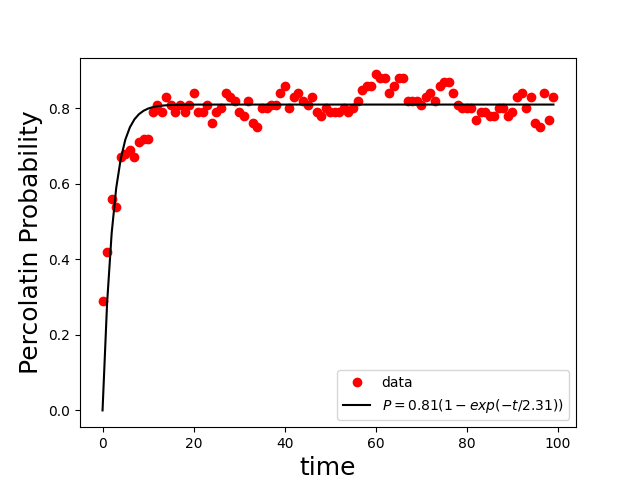 Percolatin Probability
0.8
0.6
0.4
0.2
0.0
0 20 40 60 80 100
time
data
P = 0.81(1 − exp(−t/2.31))